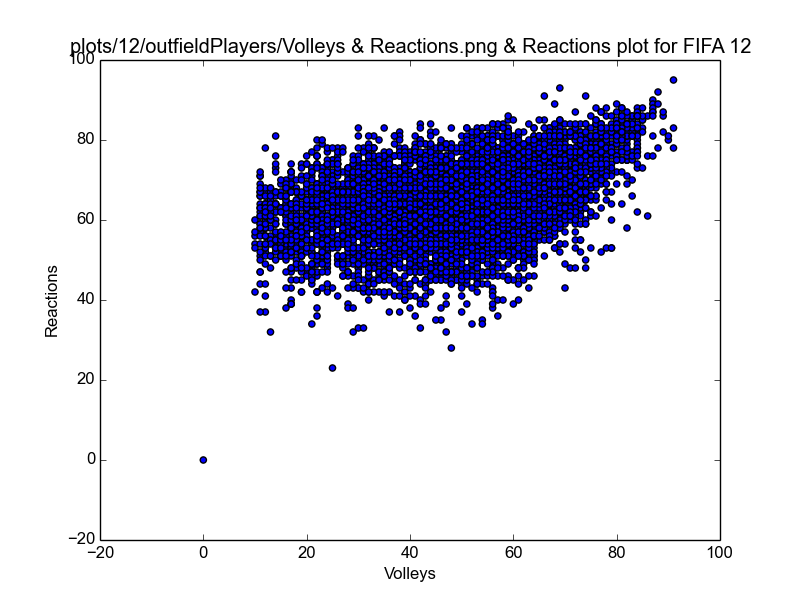 plots/12/outfieldPlayers/Volleys & Reactions.png & Reactions plot for FIFA 12
100
80
60
40
20
0
−20
−20 0 20 40 60 80 100
Reactions
Volleys